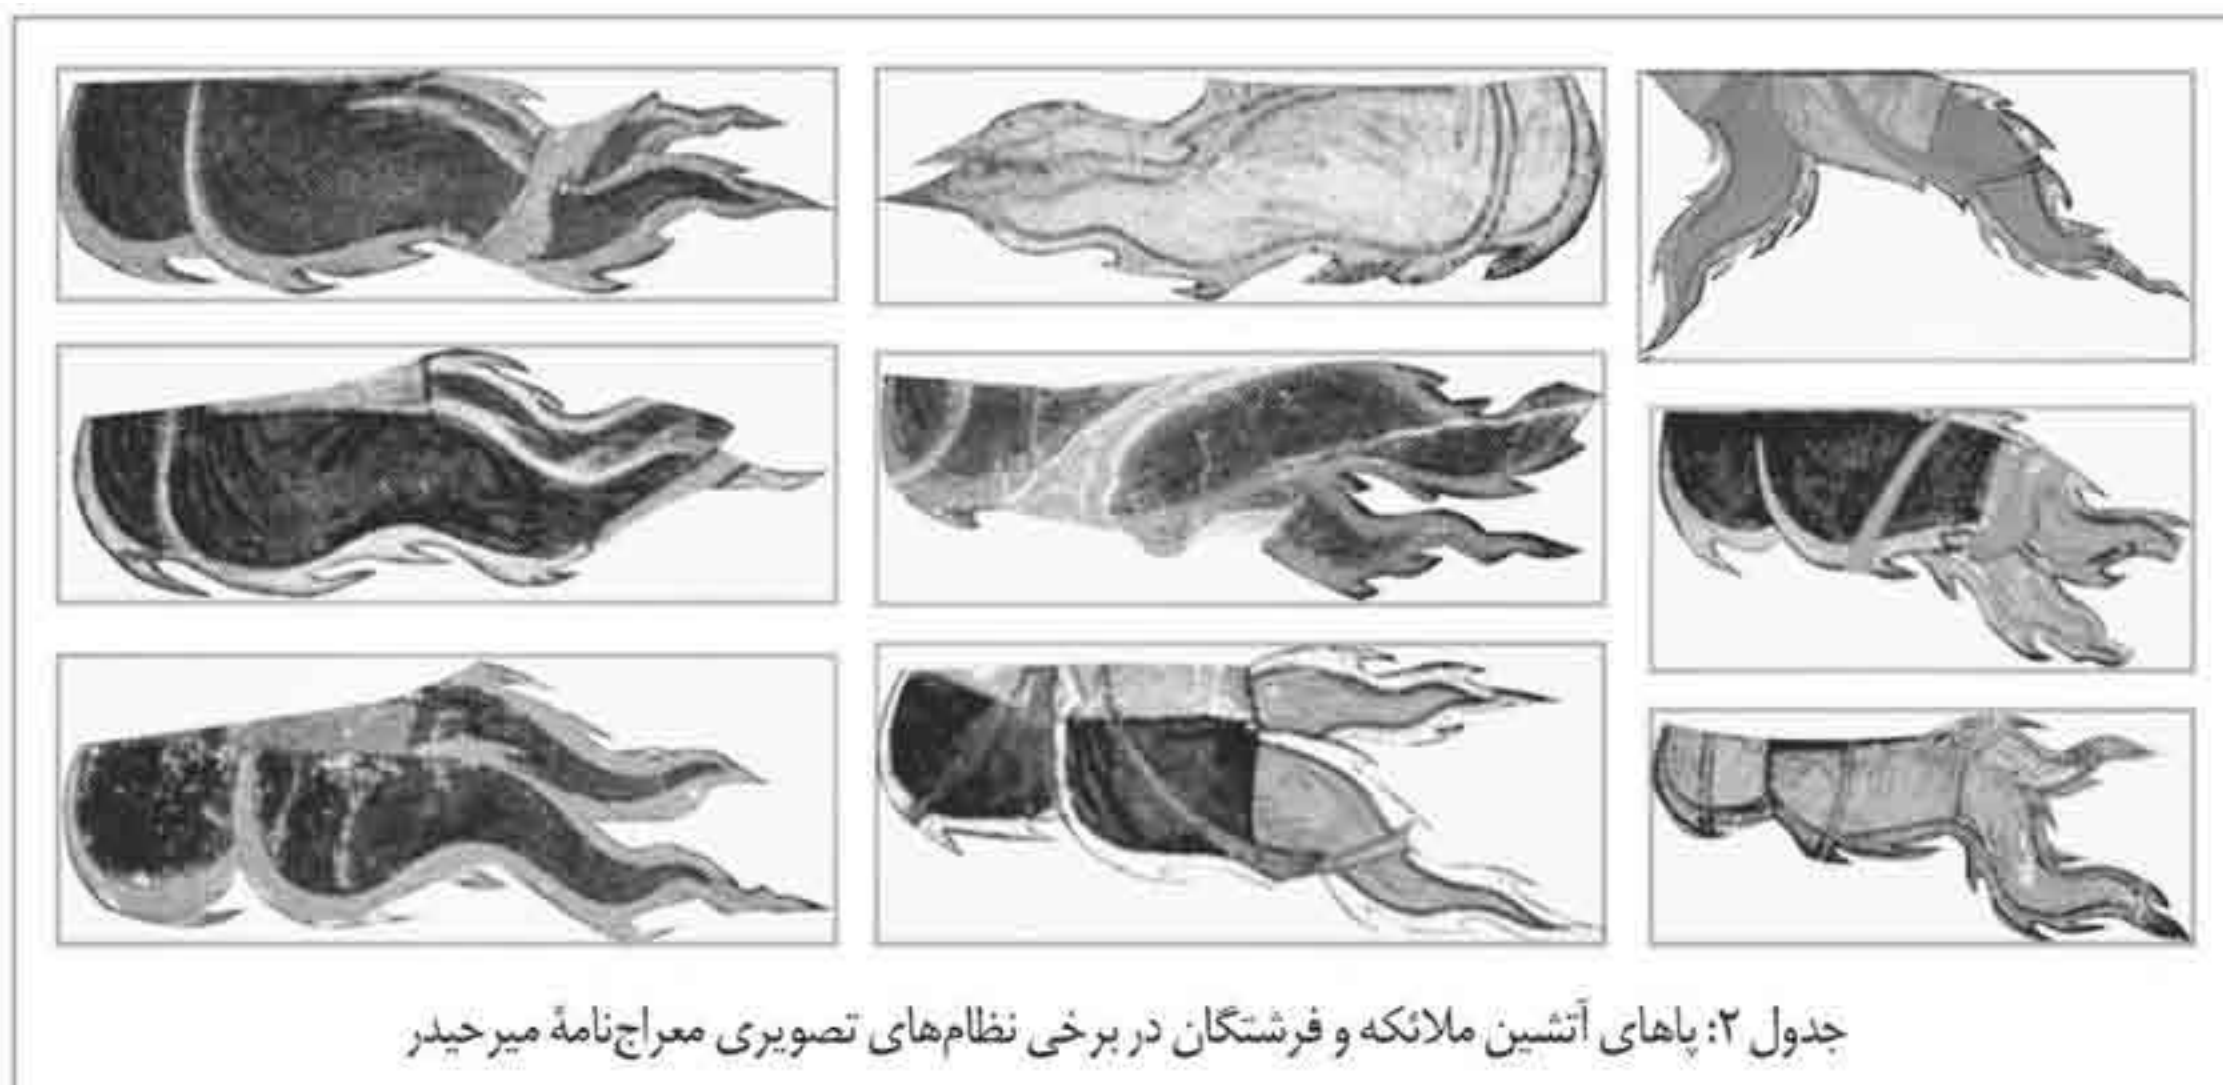 جدول ۲: پاهای آتشین ملائکه و فرشتگان در برخی نظام‌های تصویری معراج‌نامهٔ میرحیدر